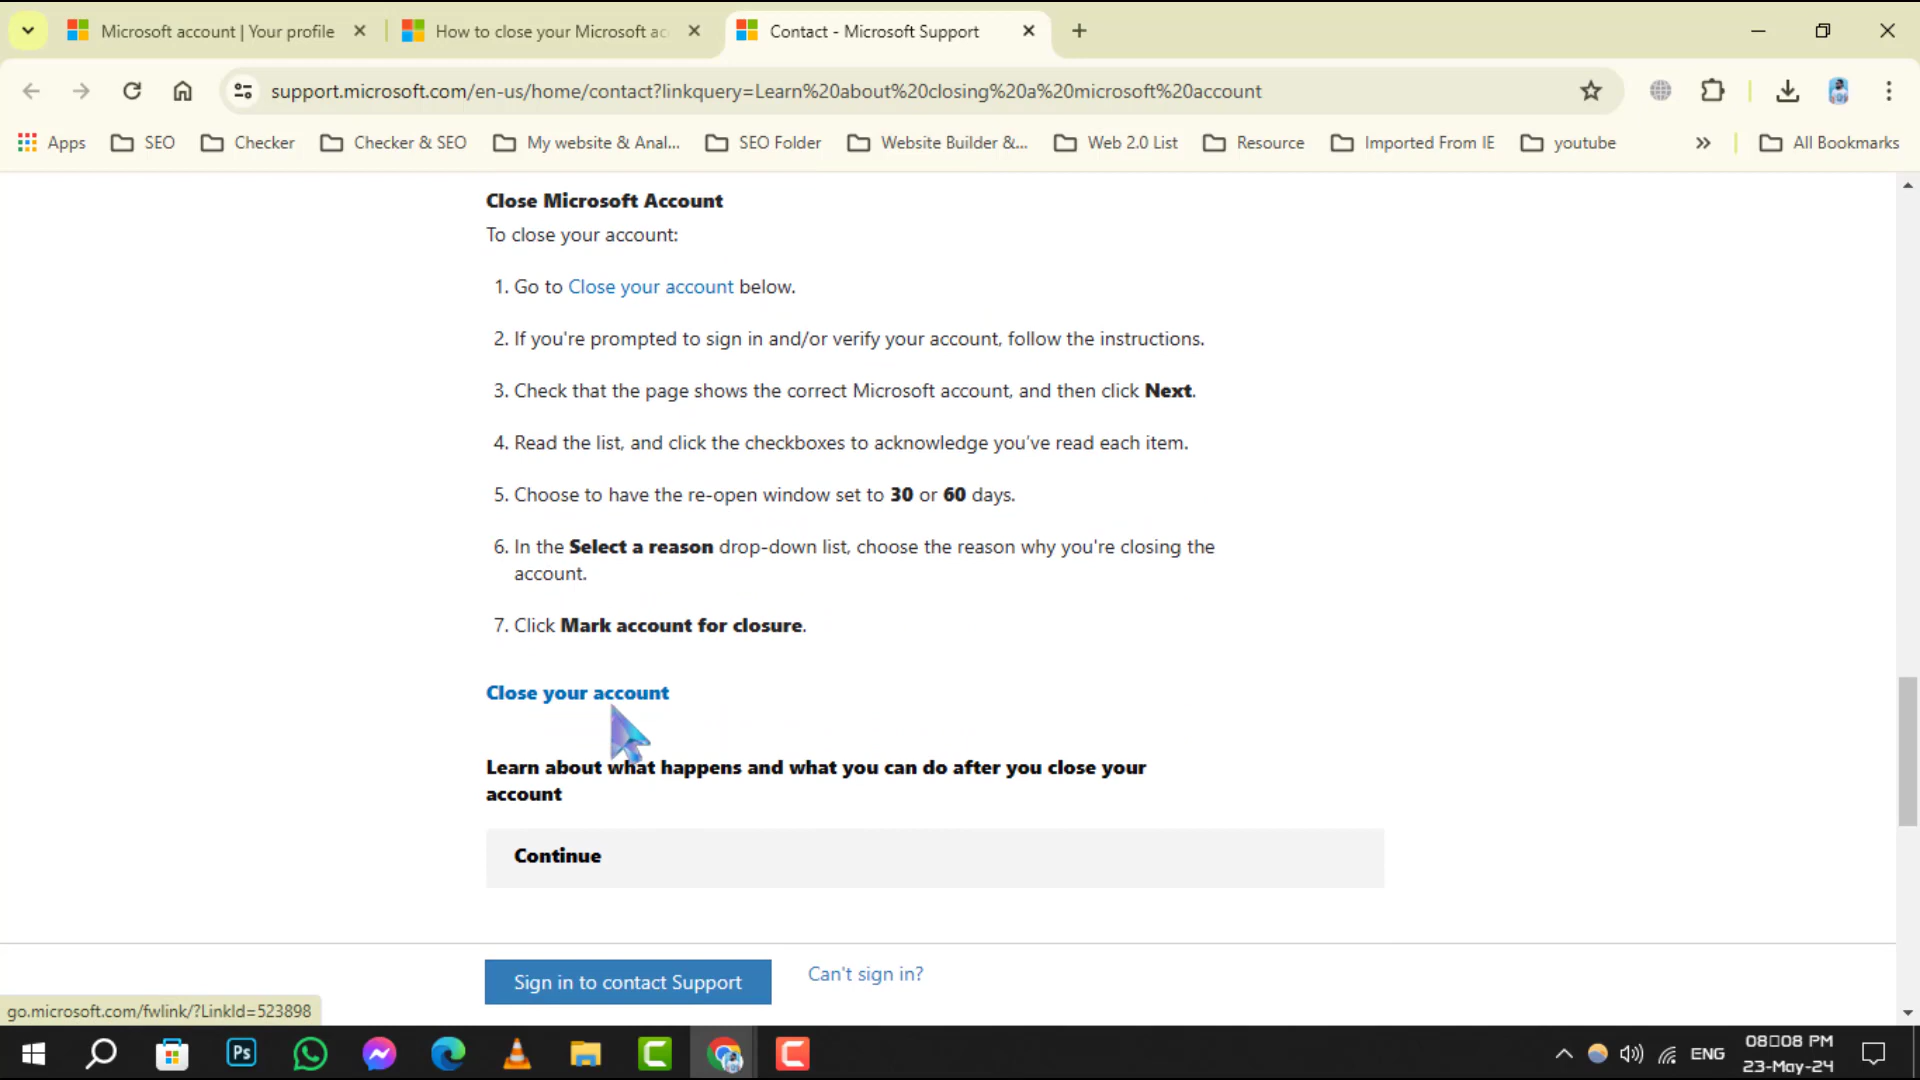 Microsoft account | Your profile
How to close your Microsoft ac
Contact - Microsoft Support
support.microsoft.com/en-us/home/contact?linkquery=Learn%20about%20closing%20a%20microsoft%20account
Apps
SEO
Checker
Checker & SEO
My website & Anal...
SEO Folder
Website Builder &...
Web 2.0 List
Resource
Imported From IE
youtube
All Bookmarks
Close Microsoft Account
To close your account:
1. Go to Close your account below.
2. If you're prompted to sign in and/or verify your account, follow the instructions.
3. Check that the page shows the correct Microsoft account, and then click Next.
4. Read the list, and click the checkboxes to acknowledge you've read each item.
5. Choose to have the re-open window set to 30 or 60 days.
6. In the Select a reason drop-down list, choose the reason why you're closing the
account.
7. Click Mark account for closure.
Close your account
Learn about what happens and what you can do after you close your
account
Continue
Sign in to contact Support
Can't sign in?
go.microsoft.com/fwlink/?LinkId=523898
Ps
ENG
08□08 PM
23-May-24